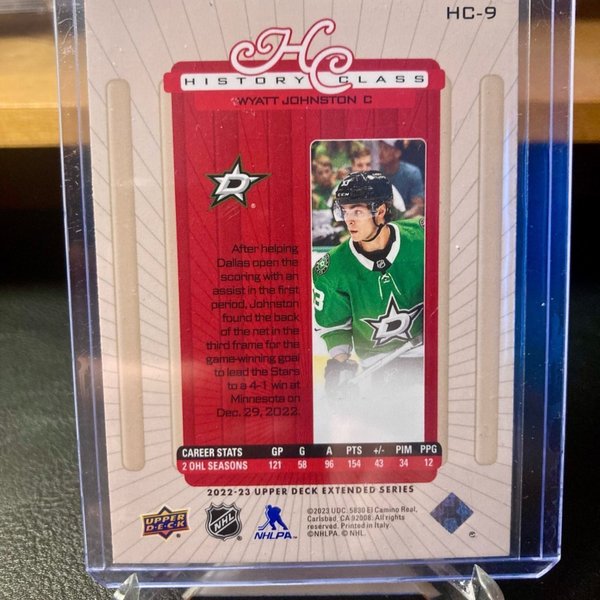 HC-9
HC
HISTORY CLASS
WYATT JOHNSTON C
D
After helping
Dallas open the
scoring with an
assist in the first
period, Johnston
found the back
of the net in the
third frame for the
game-winning goal
to lead the Stars
to a 4-1 win at
Minnesota on
Dec. 29, 2022.
CAREER STATS GP G A PTS +/- PIM PPG
2 OHL SEASONS 121 58 96 154 43 34 12
2022-23 UPPER DECK EXTENDED SERIES
UPPER DECK
NHL
NHLPA
©2023 UDC. 5830 El Camino Real,
Carlsbad, CA 92008. All rights
reserved. Printed in Italy.
©NHLPA. © NHL.